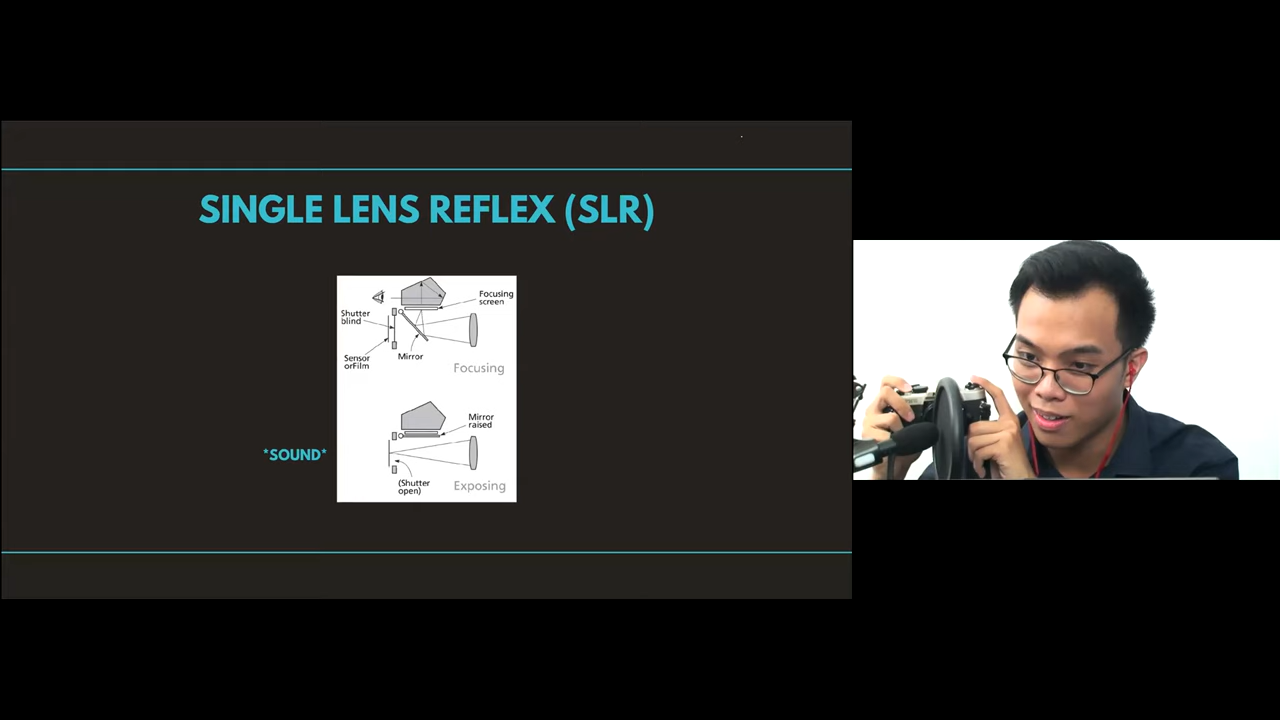 SINGLE LENS REFLEX (SLR)
Focusing
screen
Shutter
blind
Sensor
orFilm
Mirror
Focusing
Mirror
raised
*SOUND*
(Shutter
open)
Exposing